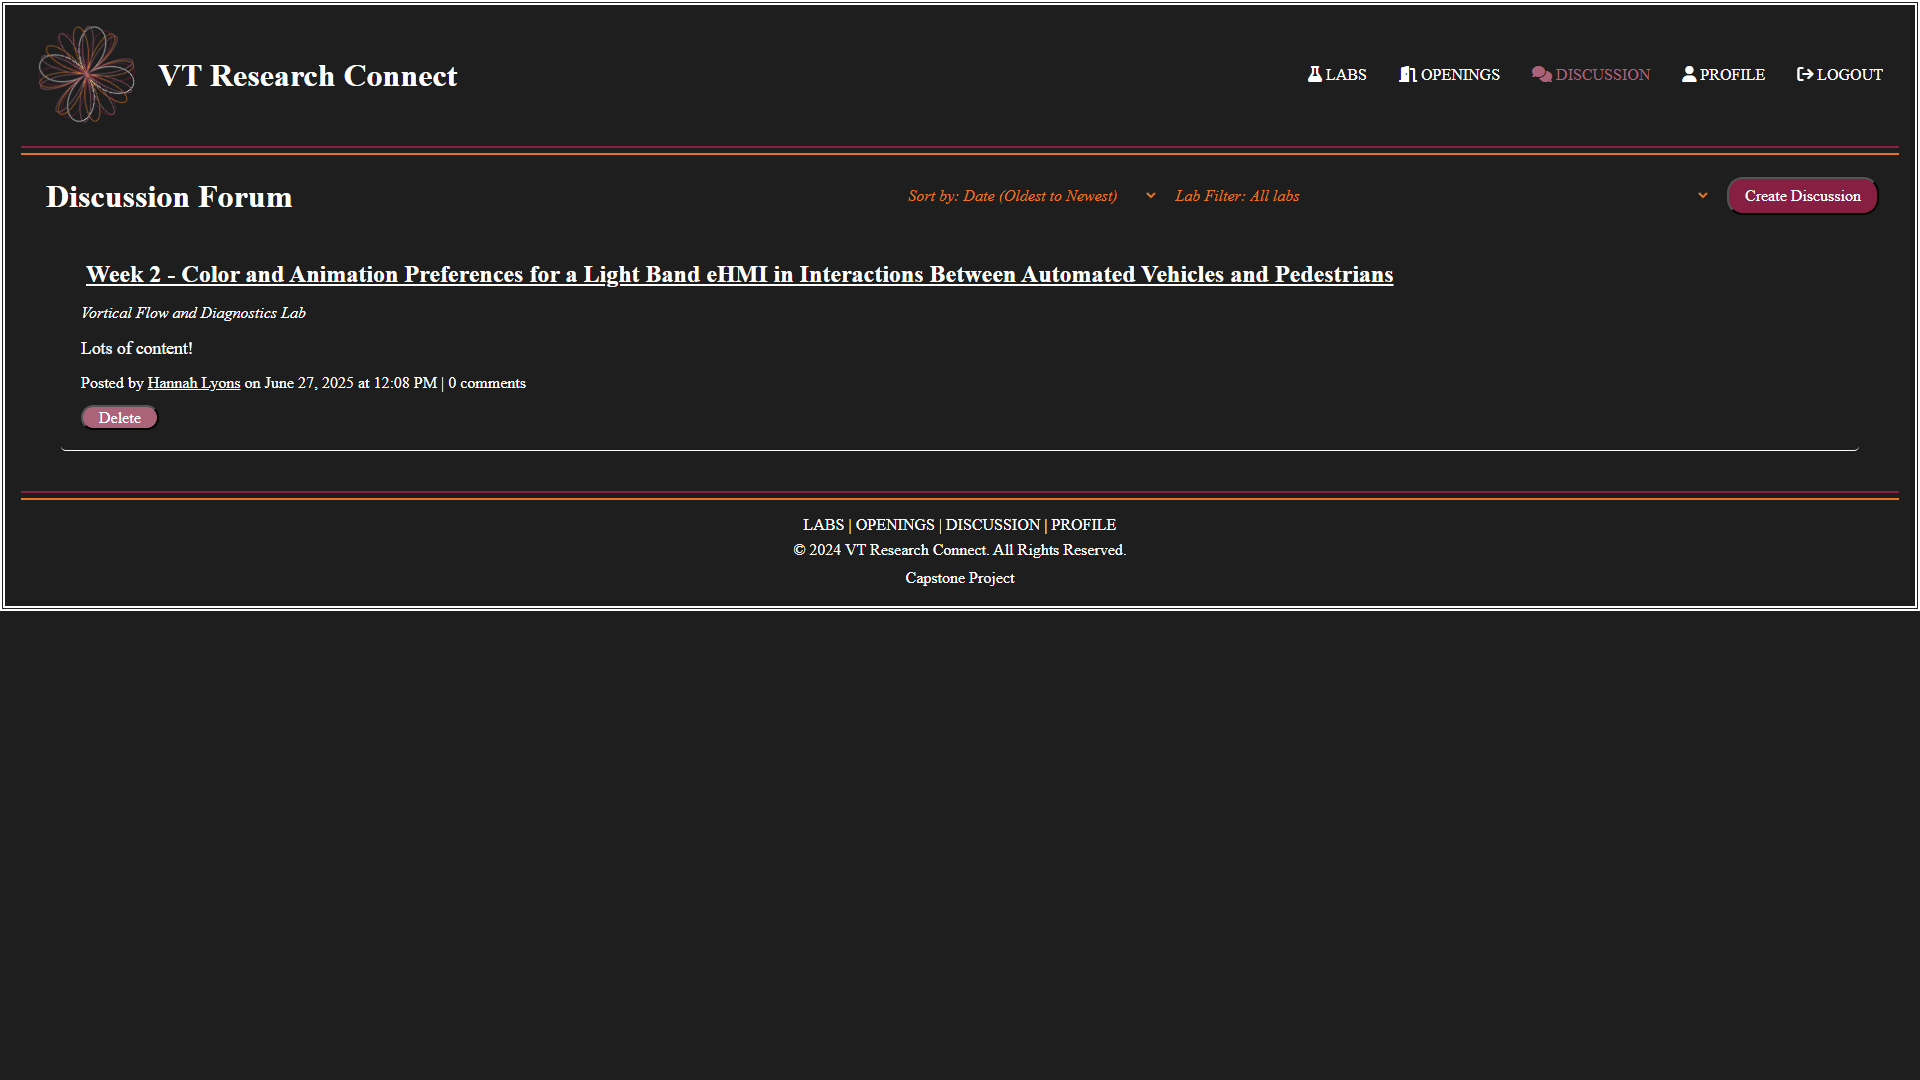 VT Research Connect
LABS
OPENINGS
DISCUSSION
PROFILE
LOGOUT
Discussion Forum
Sort by: Date (Oldest to Newest)
Lab Filter: All labs
Create Discussion
Week 2 - Color and Animation Preferences for a Light Band eHMI in Interactions Between Automated Vehicles and Pedestrians
Vortical Flow and Diagnostics Lab
Lots of content!
Posted by Hannah Lyons on June 27, 2025 at 12:08 PM | 0 comments
Delete
LABS | OPENINGS | DISCUSSION | PROFILE
© 2024 VT Research Connect. All Rights Reserved.
Capstone Project